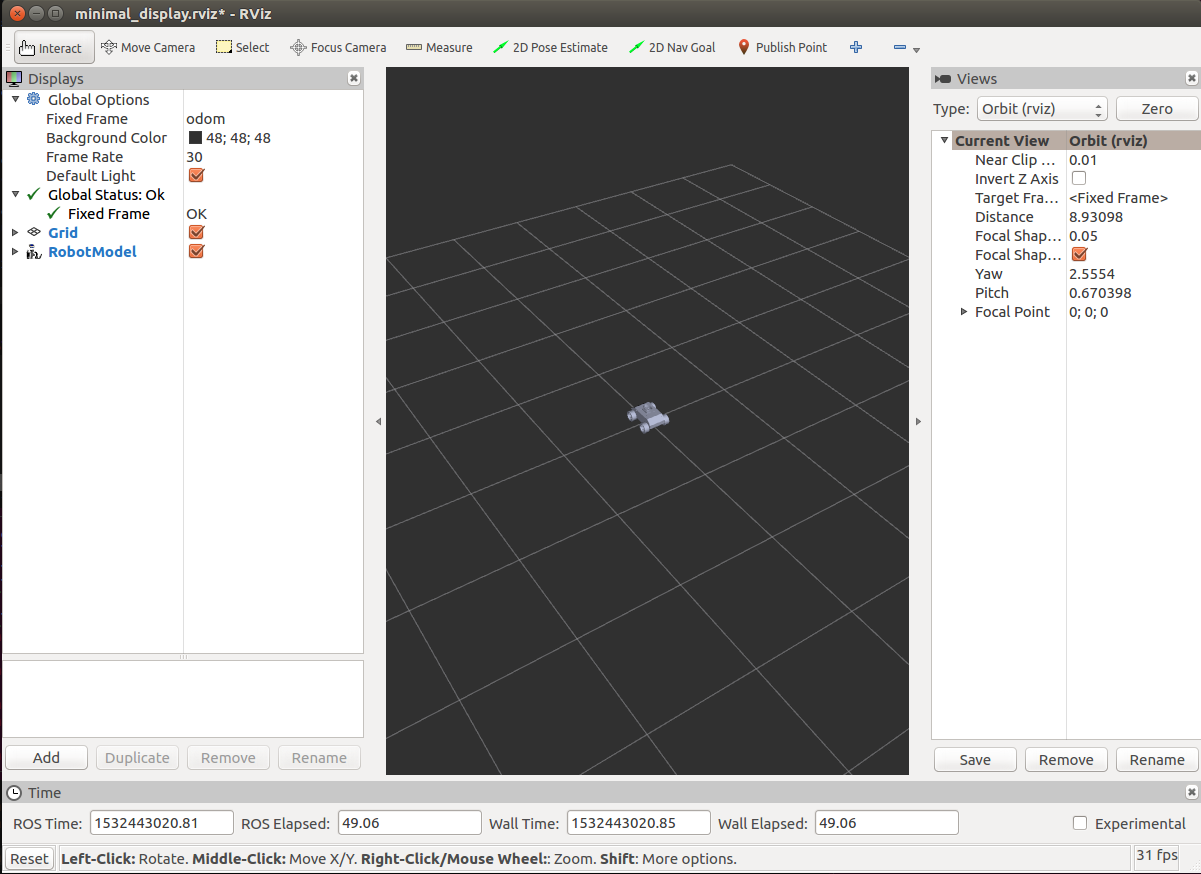 minimal_display.rviz* - RViz
Interact Move Camera Select Focus Camera Measure 2D Pose Estimate 2D Nav Goal Publish Point
Displays
Global Options
Fixed Frame odom
Background Color 48; 48; 48
Frame Rate 30
Default Light
Global Status: Ok
Fixed Frame OK
Grid
RobotModel
Add Duplicate Remove Rename
Views
Type: Orbit (rviz) Zero
Current View Orbit (rviz)
Near Clip ... 0.01
Invert Z Axis
Target Fra... <Fixed Frame>
Distance 8.93098
Focal Shap... 0.05
Focal Shap...
Yaw 2.5554
Pitch 0.670398
Focal Point 0; 0; 0
Save Remove Rename
Time
ROS Time: 1532443020.81 ROS Elapsed: 49.06 Wall Time: 1532443020.85 Wall Elapsed: 49.06 Experimental
Reset Left-Click: Rotate. Middle-Click: Move X/Y. Right-Click/Mouse Wheel:: Zoom. Shift: More options. 31 fps